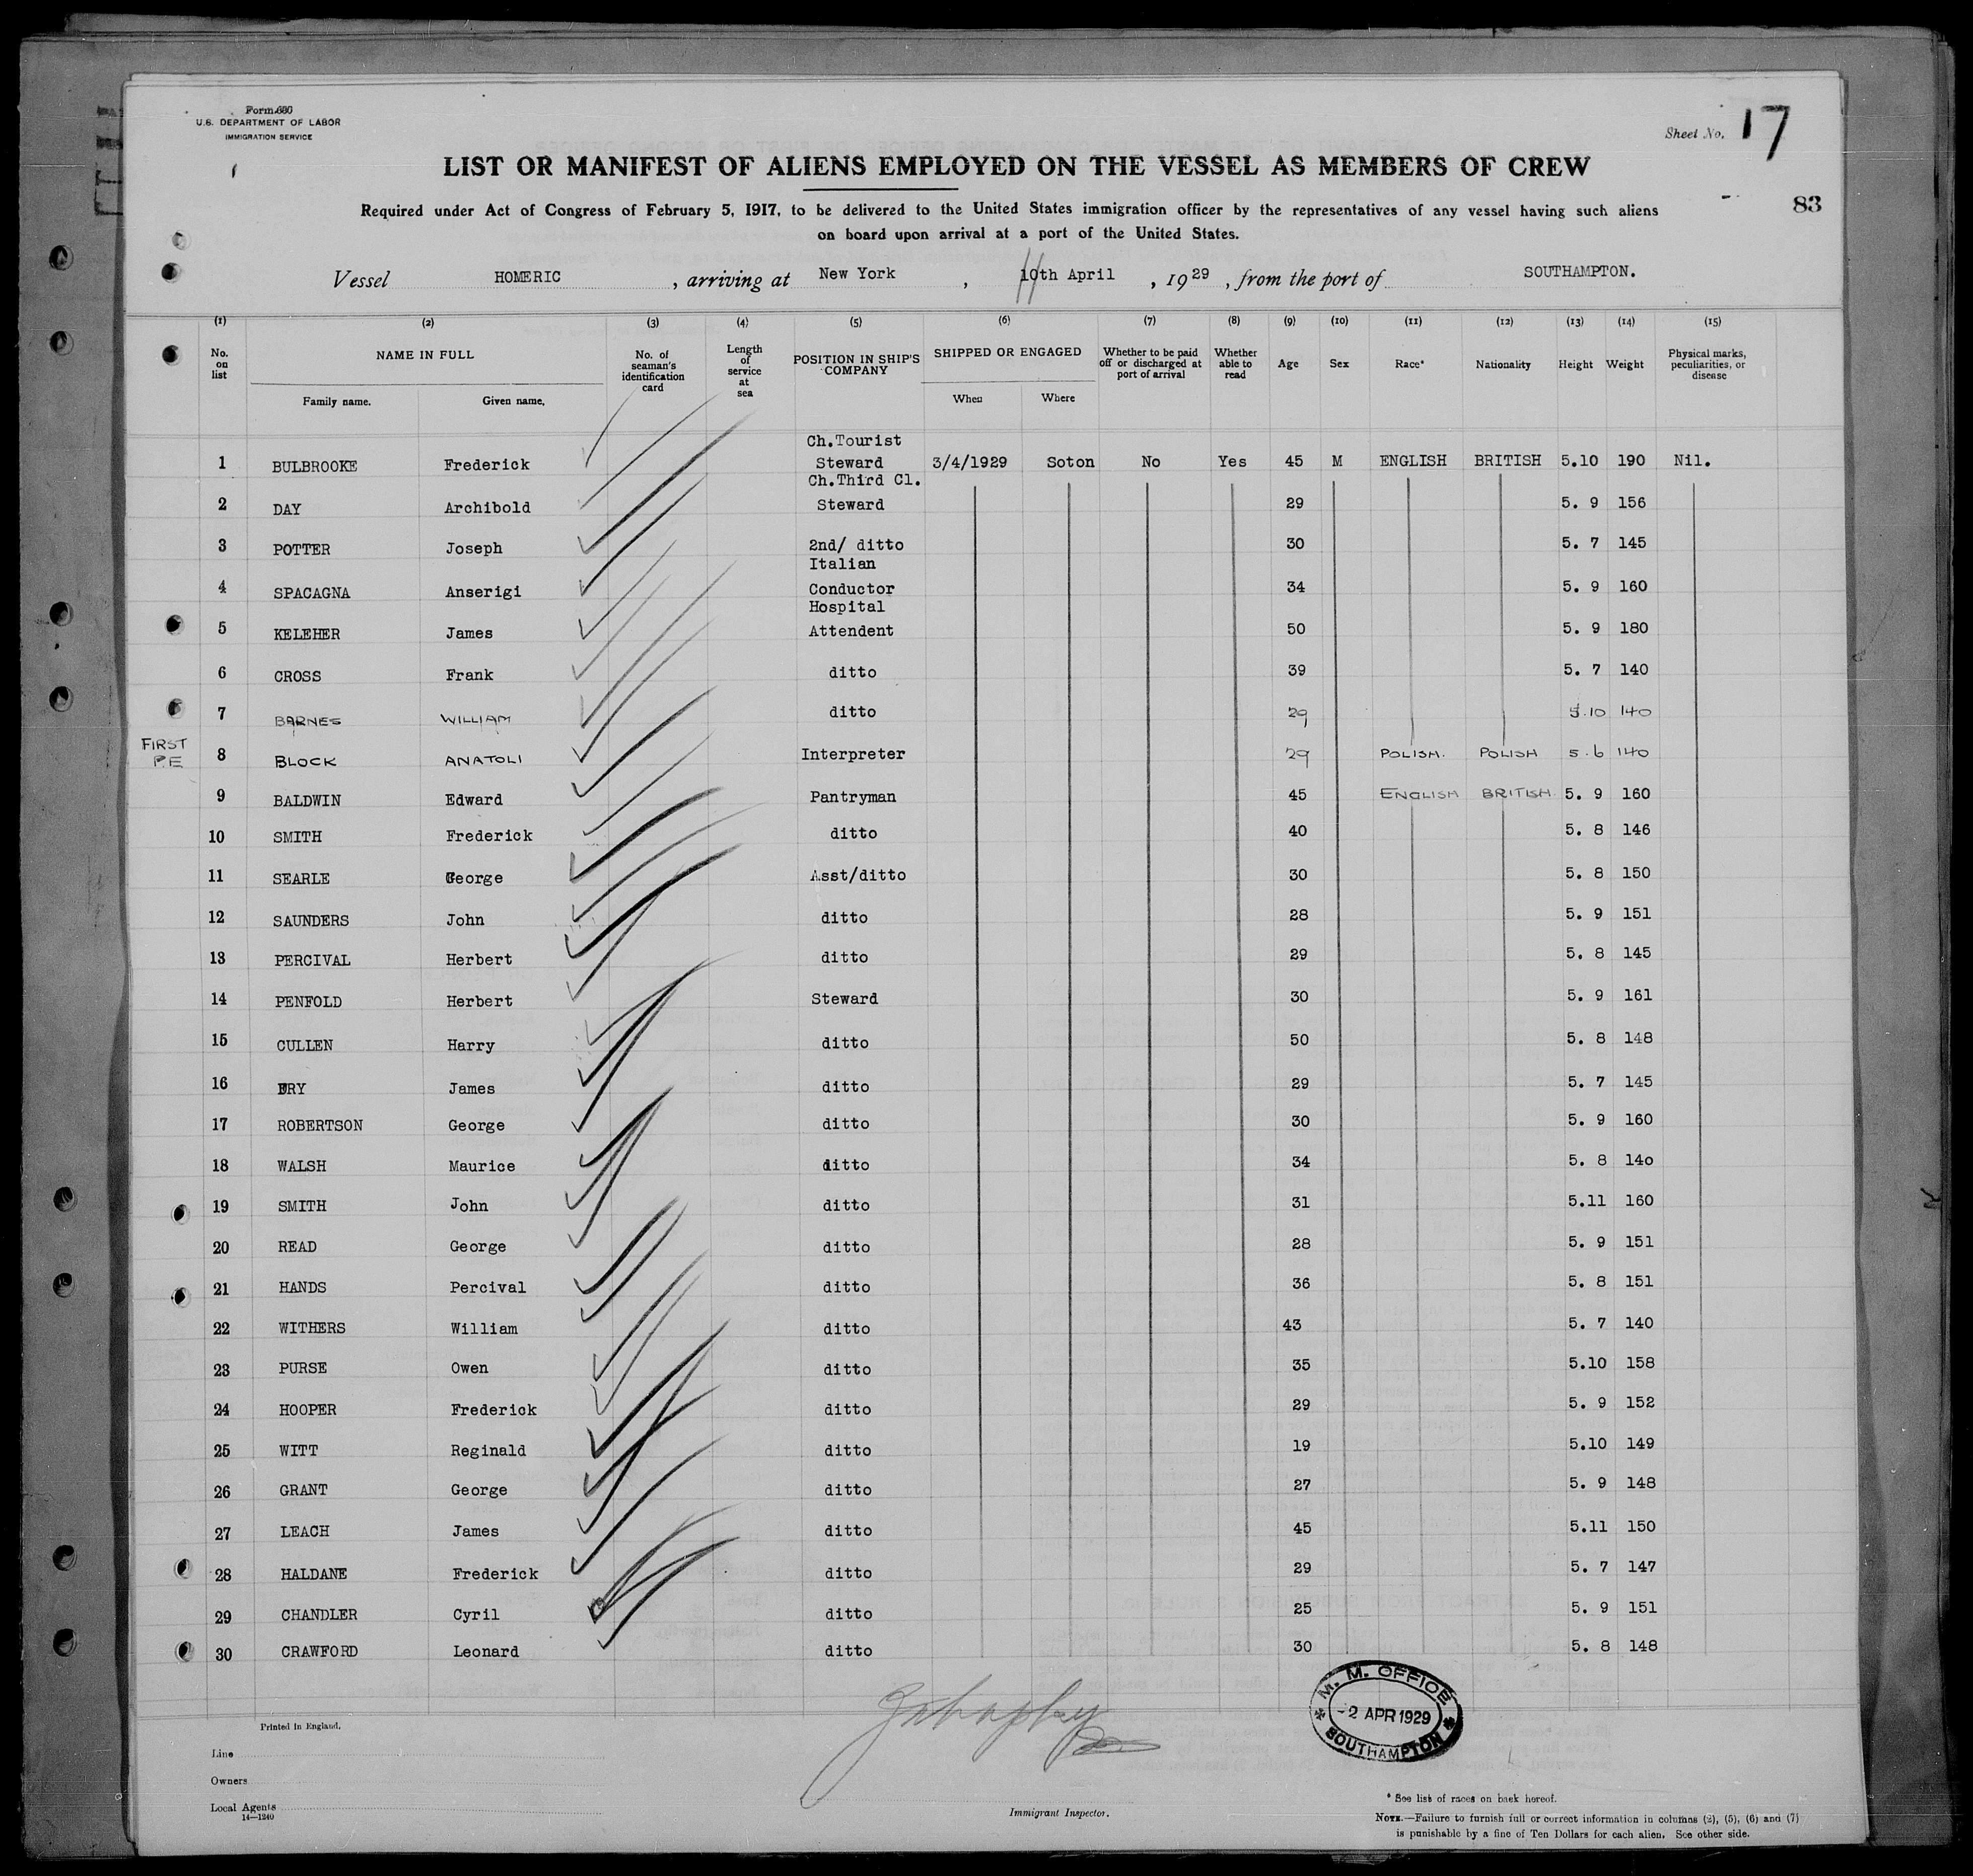 Form 680
U.S. DEPARTMENT OF LABOR
IMMIGRATION SERVICE
Sheet No. 17
LIST OR MANIFEST OF ALIENS EMPLOYED ON THE VESSEL AS MEMBERS OF CREW
83
Required under Act of Congress of February 5, 1917, to be delivered to the United States immigration officer by the representatives of any vessel having such aliens
on board upon arrival at a port of the United States.
Vessel HOMERIC, arriving at New York, 10th April, 1929, from the port of SOUTHAMPTON.
11
(1) (2) (3) (4) (5) (6) (7) (8) (9) (10) (11) (12) (13) (14) (15)
No. on list NAME IN FULL No. of seaman's identification card Length of service at sea POSITION IN SHIP'S COMPANY SHIPPED OR ENGAGED Whether to be paid off or discharged at port of arrival Whether able to read Age Sex Race* Nationality Height Weight Physical marks, peculiarities, or disease
Family name. Given name. When Where
1 BULBROOKE Frederick Ch.Tourist Steward 3/4/1929 Soton No Yes 45 M ENGLISH BRITISH 5.10 190 Nil.
2 DAY Archibold Ch.Third Cl. Steward 29 5. 9 156
3 POTTER Joseph 2nd/ ditto 30 5. 7 145
4 SPACAGNA Anserigi Italian Conductor 34 5. 9 160
5 KELEHER James Hospital Attendent 50 5. 9 180
6 CROSS Frank ditto 39 5. 7 140
7 BARNES WILLIAM ditto 29 5.10 140
FIRST P.E 8 BLOCK ANATOLI Interpreter 29 POLISH. POLISH 5.6 140
9 BALDWIN Edward Pantryman 45 ENGLISH BRITISH. 5. 9 160
10 SMITH Frederick ditto 40 5. 8 146
11 SEARLE George Asst/ditto 30 5. 8 150
12 SAUNDERS John ditto 28 5. 9 151
13 PERCIVAL Herbert ditto 29 5. 8 145
14 PENFOLD Herbert Steward 30 5. 9 161
15 CULLEN Harry ditto 50 5. 8 148
16 James ditto 29 5. 7 145
17 ROBERTSON George ditto 30 5. 9 160
18 WALSH Maurice ditto 34 5. 8 140
19 SMITH John ditto 31 5.11 160
20 READ George ditto 28 5. 9 151
21 HANDS Percival ditto 36 5. 8 151
22 WITHERS William ditto 43 5. 7 140
23 PURSE Owen ditto 35 5.10 158
24 HOOPER Frederick ditto 29 5. 9 152
25 WITT Reginald ditto 19 5.10 149
26 GRANT George ditto 27 5. 9 148
27 LEACH James ditto 45 5.11 150
28 HALDANE Frederick ditto 29 5. 7 147
29 CHANDLER Cyril ditto 25 5. 9 151
30 CRAWFORD Leonard ditto 30 5. 8 148
M. M. OFFICE
-2 APR 1929
SOUTHAMPTON
Printed in England.
Line
Owners
Local Agents
14—1240
Immigrant Inspector.
* See list of races on back hereof.
NOTE.—Failure to furnish full or correct information in columns (2), (5), (6) and (7)
is punishable by a fine of Ten Dollars for each alien. See other side.